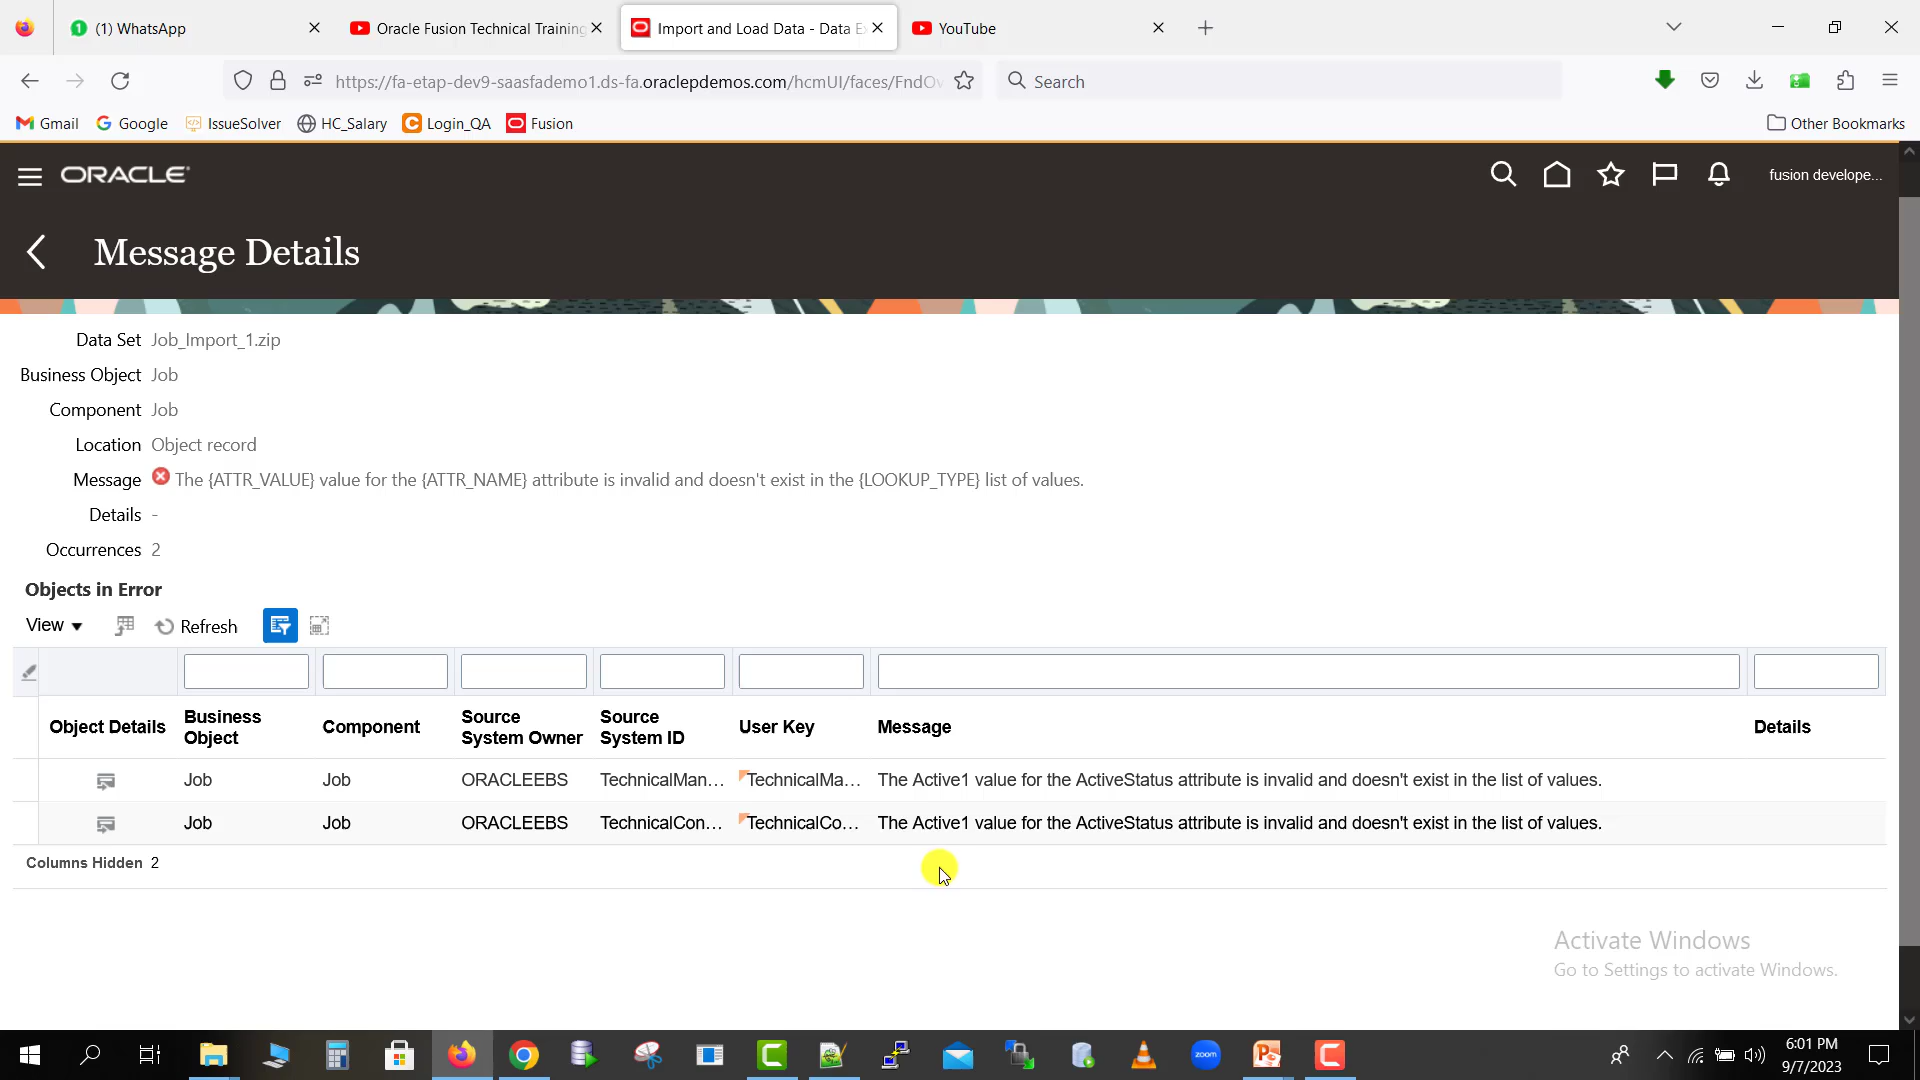 (1) WhatsApp
Oracle Fusion Technical Training
Import and Load Data - Data E
YouTube
https://fa-etap-dev9-saasfademo1.ds-fa.oraclepdemos.com/hcmUI/faces/FndOv
Search
Gmail
Google
IssueSolver
HC_Salary
Login_QA
Fusion
Other Bookmarks
ORACLE
fusion develope...
Message Details
Data Set Job_Import_1.zip
Business Object Job
Component Job
Location Object record
Message The {ATTR_VALUE} value for the {ATTR_NAME} attribute is invalid and doesn't exist in the {LOOKUP_TYPE} list of values.
Details -
Occurrences 2
Objects in Error
View
Refresh
Object Details Business Object Component Source System Owner Source System ID User Key Message Details
Job Job ORACLEEBS TechnicalMan... TechnicalMa... The Active1 value for the ActiveStatus attribute is invalid and doesn't exist in the list of values.
Job Job ORACLEEBS TechnicalCon... TechnicalCo... The Active1 value for the ActiveStatus attribute is invalid and doesn't exist in the list of values.
Columns Hidden 2
Activate Windows
Go to Settings to activate Windows.
zoom
6:01 PM
9/7/2023